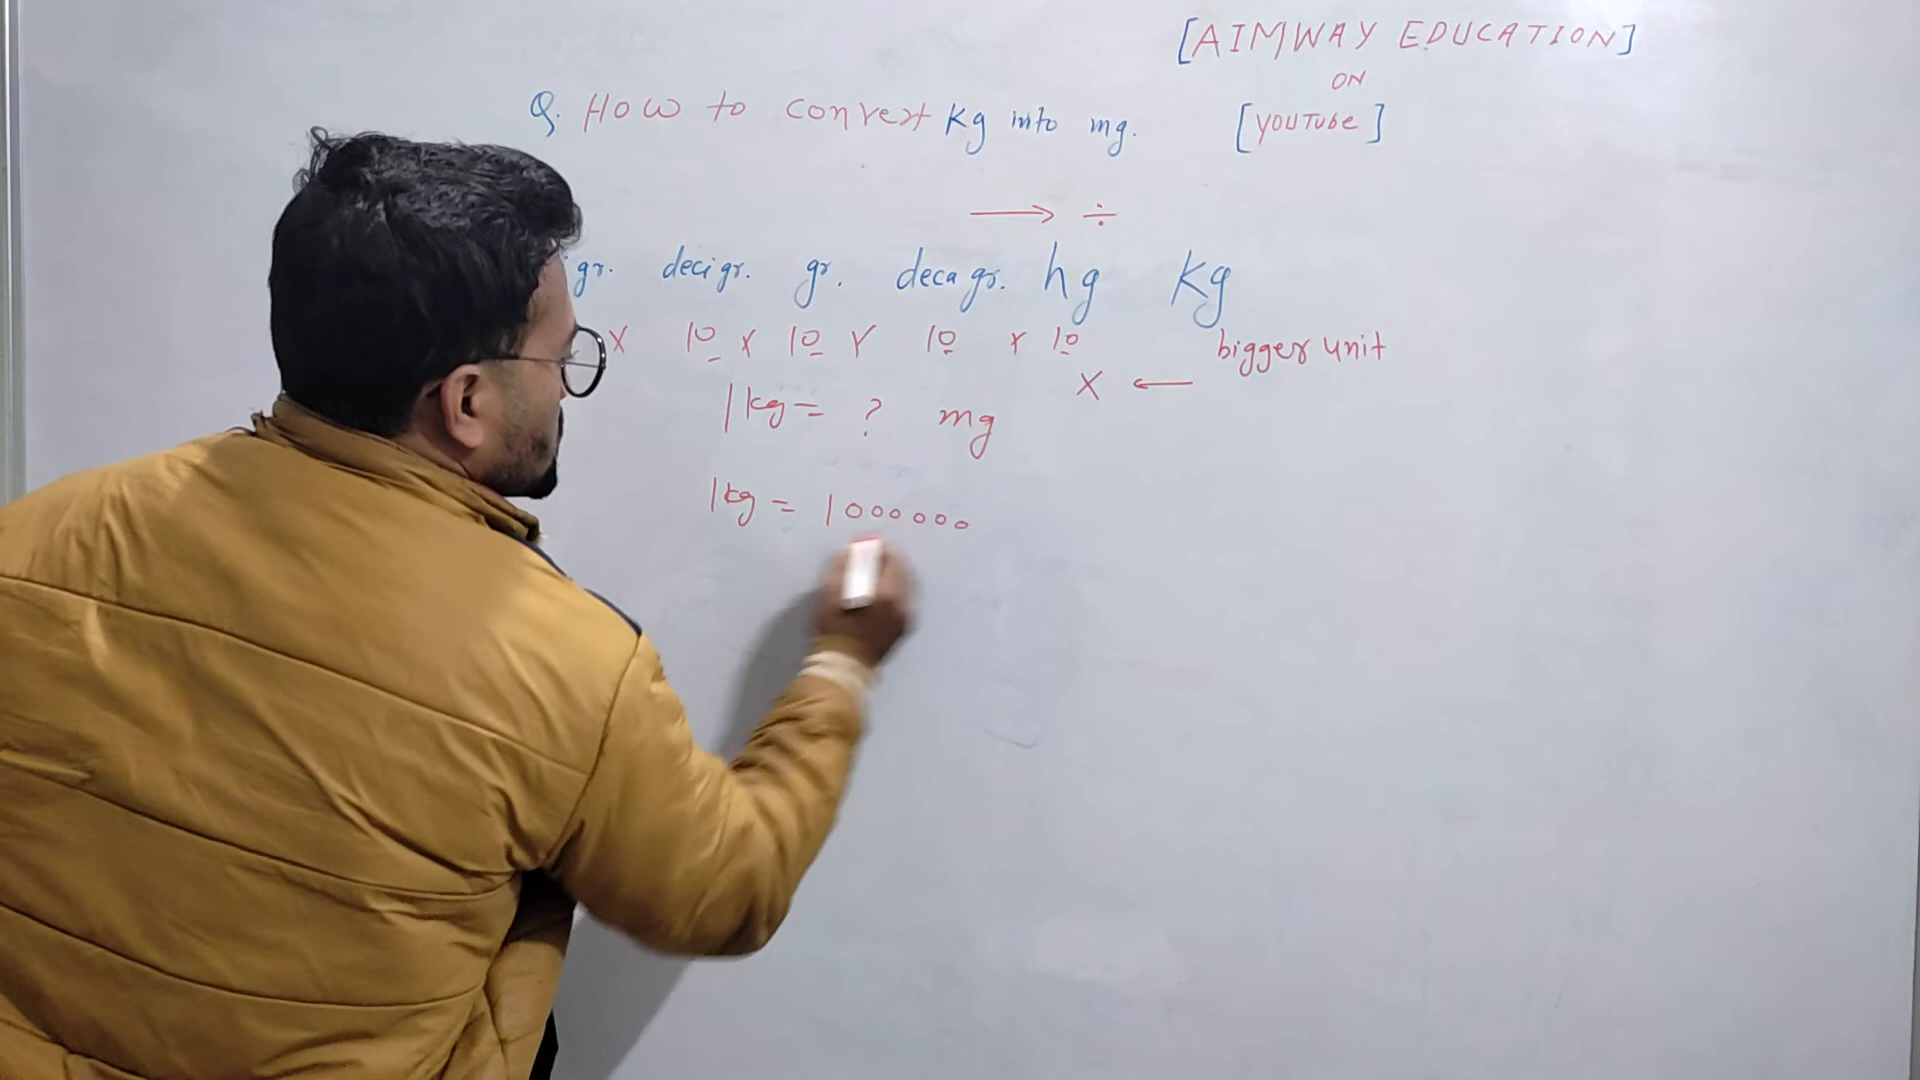 [AIMWAY EDUCATION]
ON
[YOUTUBE]
Q. HOW to convert kg into mg.
→ ÷
gr. decigr. gr. decagr. hg kg
X 10 x 10 x 10 x 10
bigger unit
X ←
1kg = ? mg
1kg = 1000000